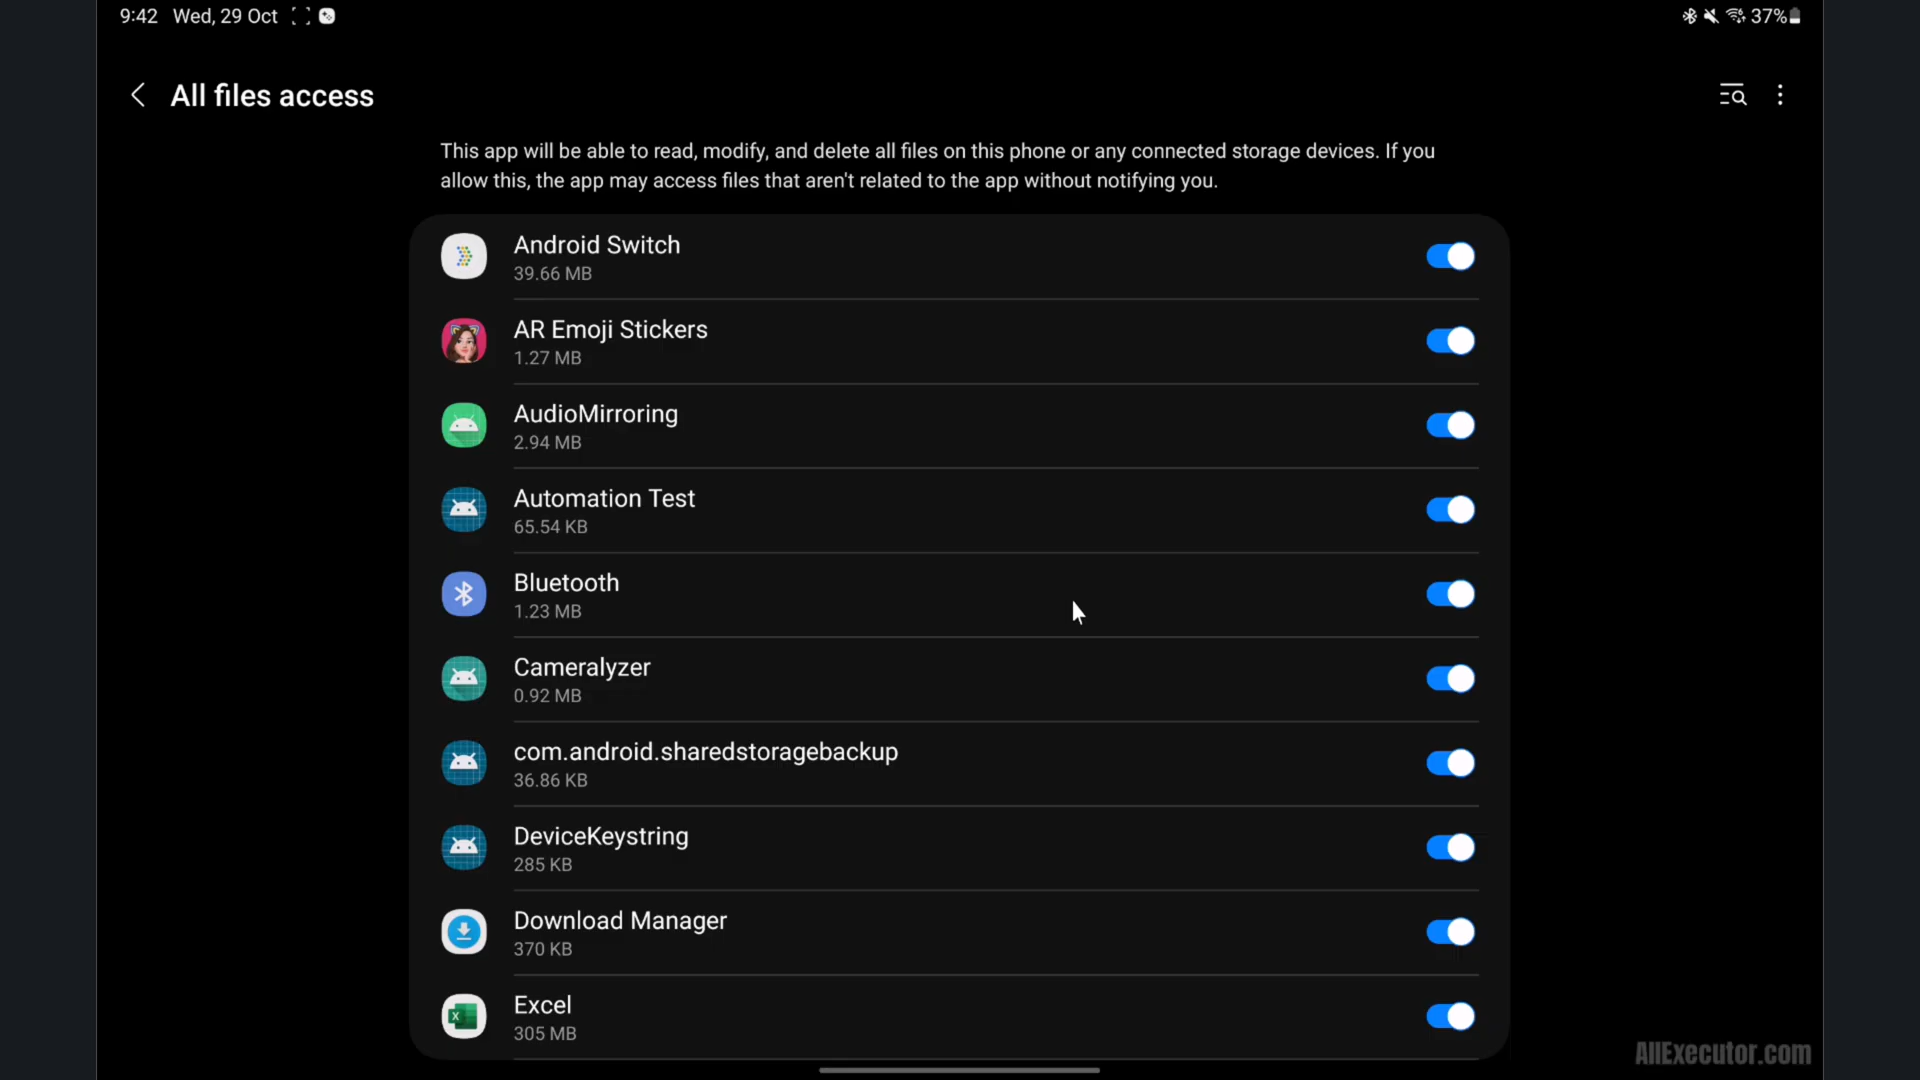 9:42 Wed, 29 Oct
37%
All files access
This app will be able to read, modify, and delete all files on this phone or any connected storage devices. If you
allow this, the app may access files that aren't related to the app without notifying you.
Android Switch
39.66 MB
AR Emoji Stickers
1.27 MB
AudioMirroring
2.94 MB
Automation Test
65.54 KB
Bluetooth
1.23 MB
Cameralyzer
0.92 MB
com.android.sharedstoragebackup
36.86 KB
DeviceKeystring
285 KB
Download Manager
370 KB
Excel
305 MB
AllExecutor.com